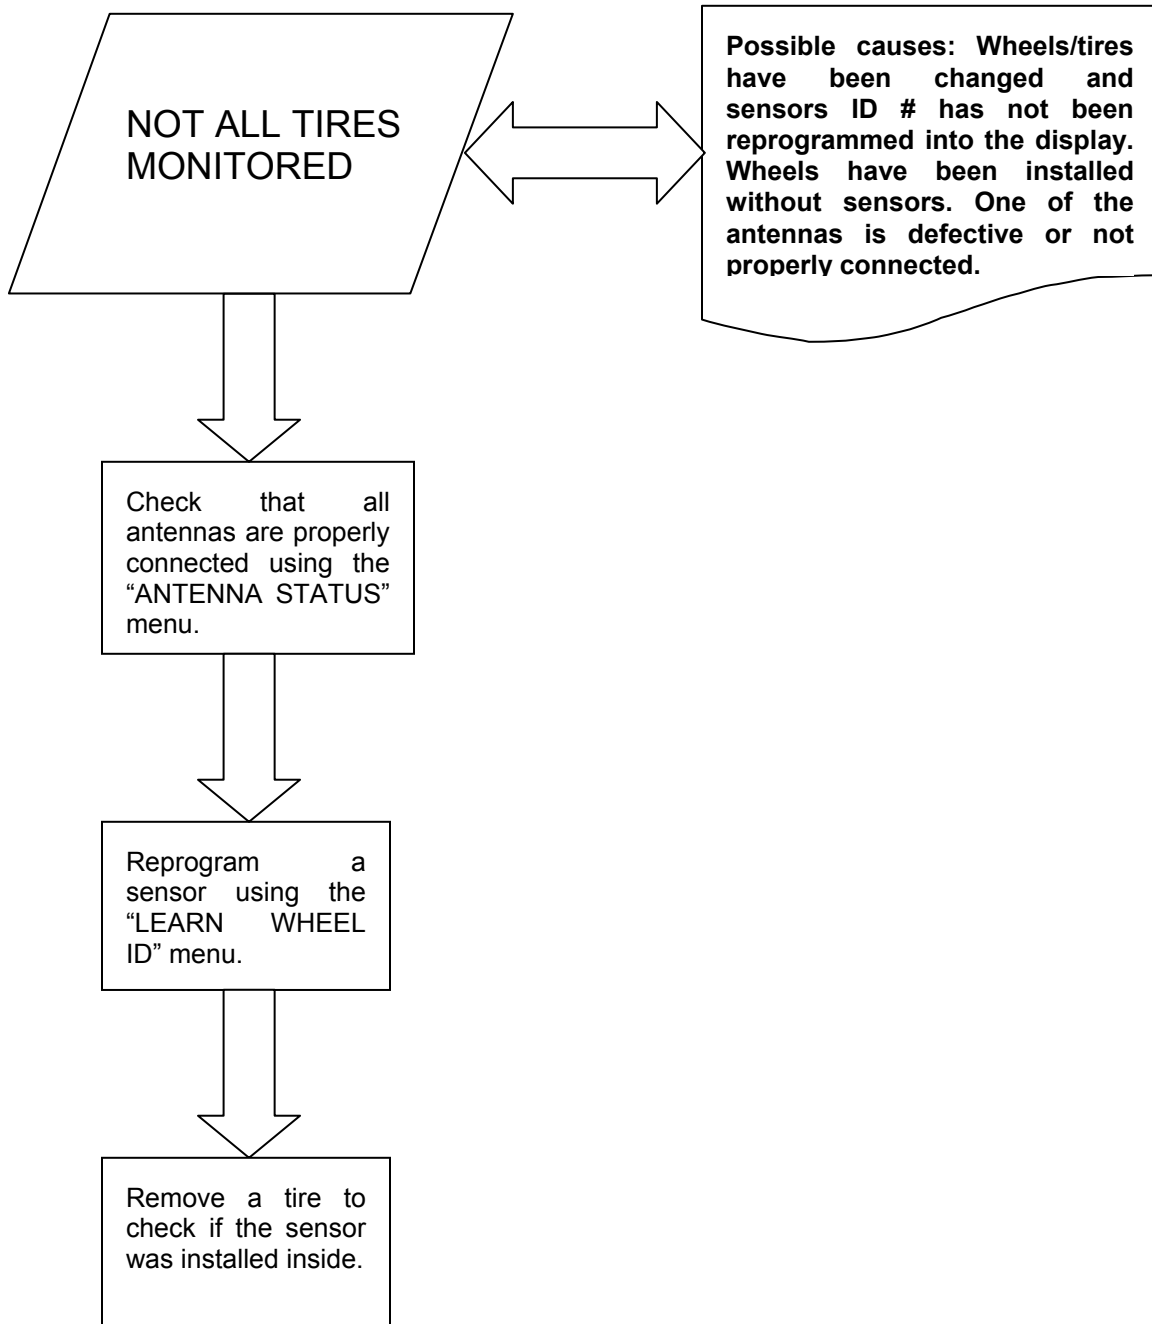 NOT ALL TIRES
MONITORED
Possible causes: Wheels/tires
have been changed and
sensors ID # has not been
reprogrammed into the display.
Wheels have been installed
without sensors. One of the
antennas is defective or not
properly connected.
Check that all
antennas are properly
connected using the
“ANTENNA STATUS”
menu.
Reprogram a
sensor using the
“LEARN WHEEL
ID” menu.
Remove a tire to
check if the sensor
was installed inside.